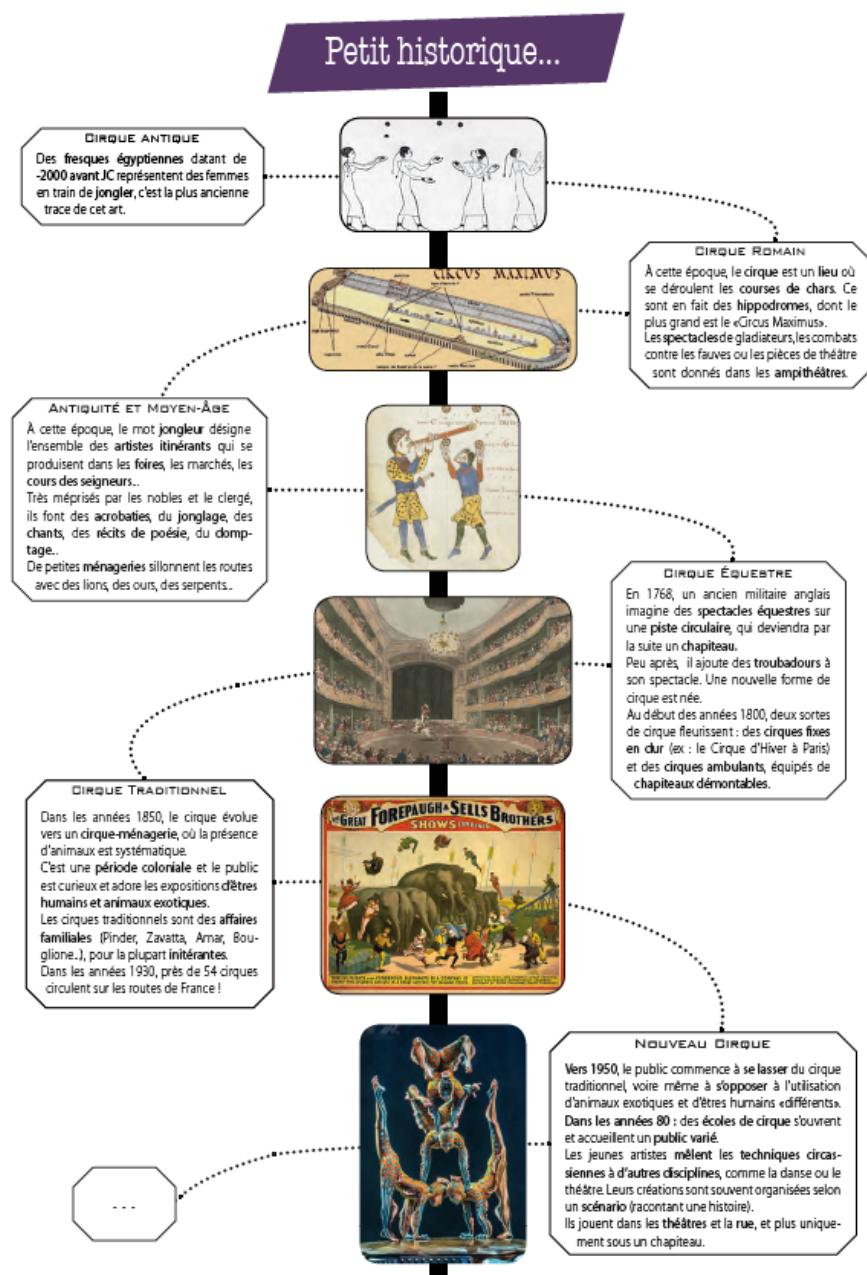 Petit historique...
CIRQUE ANTIQUE
Des fresques égyptiennes datant de
-2000 avant JC représentent des femmes
en train de jongler, c'est la plus ancienne
trace de cet art.
CIRQUE ROMAIN
À cette époque, le cirque est un lieu où
se déroulent les courses de chars. Ce
sont en fait des hippodromes, dont le
plus grand est le «Circus Maximus».
Les spectacles de gladiateurs, les combats
contre les fauves ou les pièces de théâtre
sont donnés dans les ampithéâtres.
CIRCVS MAXIMVS
ANTIQUITÉ ET MOYEN-ÂGE
À cette époque, le mot jongleur désigne
l'ensemble des artistes itinérants qui se
produisent dans les foires, les marchés, les
cours des seigneurs...
Très méprisés par les nobles et le clergé,
ils font des acrobaties, du jonglage, des
chants, des récits de poésie, du domp-
tage...
De petites ménageries sillonnent les routes
avec des lions, des ours, des serpents...
CIRQUE ÉQUESTRE
En 1768, un ancien militaire anglais
imagine des spectacles équestres sur
une piste circulaire, qui deviendra par
la suite un chapiteau.
Peu après, il ajoute des troubadours à
son spectacle. Une nouvelle forme de
cirque est née.
Au début des années 1800, deux sortes
de cirque fleurissent : des cirques fixes
en dur (ex : le Cirque d'Hiver à Paris)
et des cirques ambulants, équipés de
chapiteaux démontables.
CIRQUE TRADITIONNEL
Dans les années 1850, le cirque évolue
vers un cirque-ménagerie, où la présence
d'animaux est systématique.
C'est une période coloniale et le public
est curieux et adore les expositions d'êtres
humains et animaux exotiques.
Les cirques traditionnels sont des affaires
familiales (Pinder, Zavatta, Amar, Bou-
glione...), pour la plupart initérantes.
Dans les années 1930, près de 54 cirques
circulent sur les routes de France !
GREAT FOREPAUGH & SELLS BROTHERS
SHOWS COMBINED
NOUVEAU CIRQUE
Vers 1950, le public commence à se lasser du cirque
traditionnel, voire même à s'opposer à l'utilisation
d'animaux exotiques et d'êtres humains «différents».
Dans les années 80 : des écoles de cirque s'ouvrent
et accueillent un public varié.
Les jeunes artistes mêlent les techniques circas-
siennes à d'autres disciplines, comme la danse ou le
théâtre. Leurs créations sont souvent organisées selon
un scénario (racontant une histoire).
Ils jouent dans les théâtres et la rue, et plus unique-
ment sous un chapiteau.
- - -